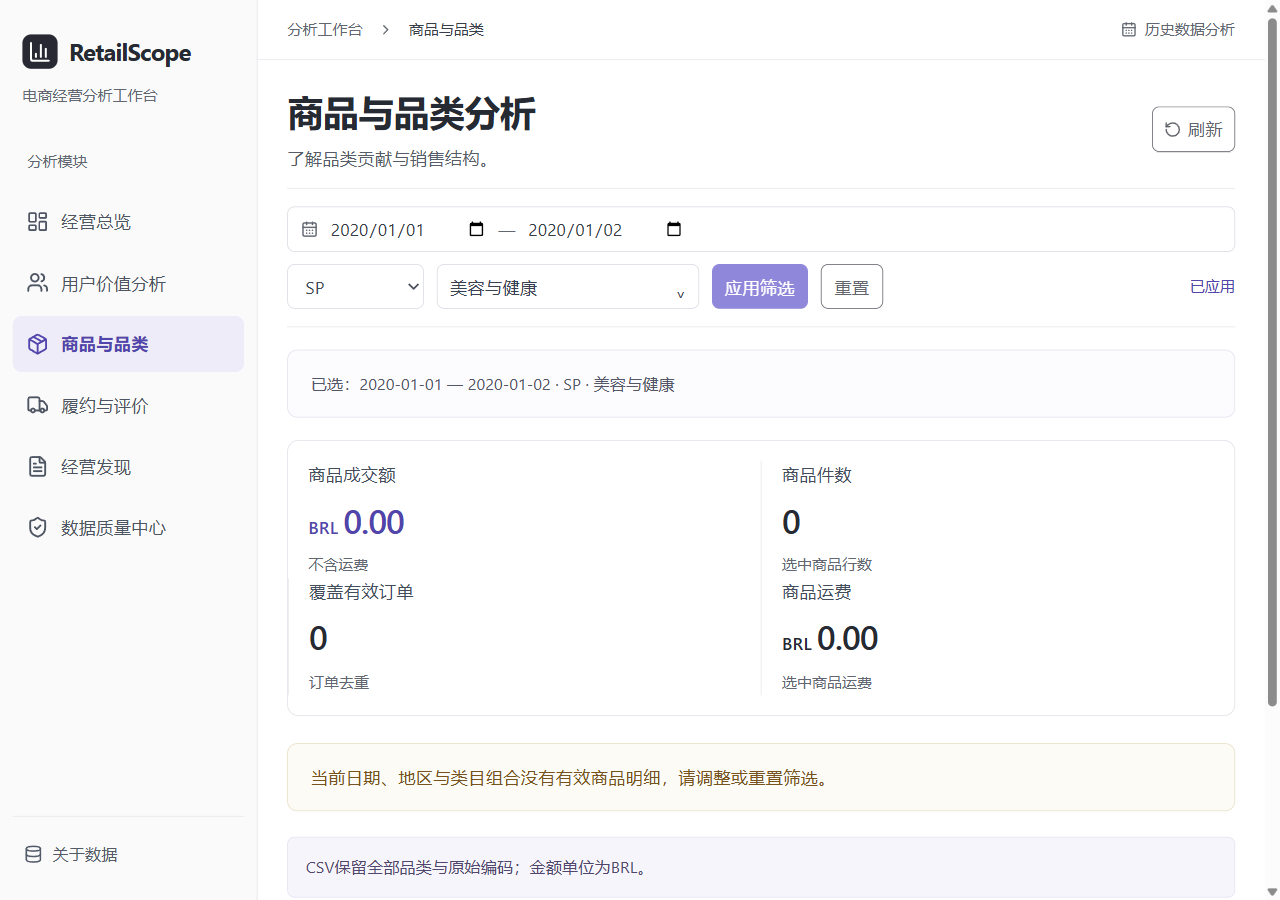 RetailScope
电商经营分析工作台
分析模块
经营总览
用户价值分析
商品与品类
履约与评价
经营发现
数据质量中心
关于数据
分析工作台 > 商品与品类
历史数据分析
商品与品类分析
了解品类贡献与销售结构。
刷新
2020/01/01 — 2020/01/02
SP
美容与健康
应用筛选
重置
已应用
已选：2020-01-01 — 2020-01-02 · SP · 美容与健康
商品成交额
BRL 0.00
不含运费
商品件数
0
选中商品行数
覆盖有效订单
0
订单去重
商品运费
BRL 0.00
选中商品运费
当前日期、地区与类目组合没有有效商品明细，请调整或重置筛选。
CSV保留全部品类与原始编码；金额单位为BRL。